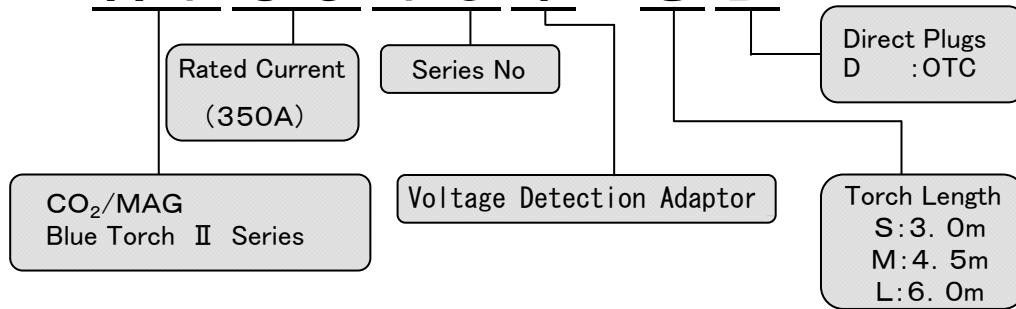 Rated Current
(350A)
Series No
Direct Plugs
D :OTC
CO₂/MAG
Blue Torch Ⅱ Series
Voltage Detection Adaptor
Torch Length
S:3. 0m
M:4. 5m
L:6. 0m